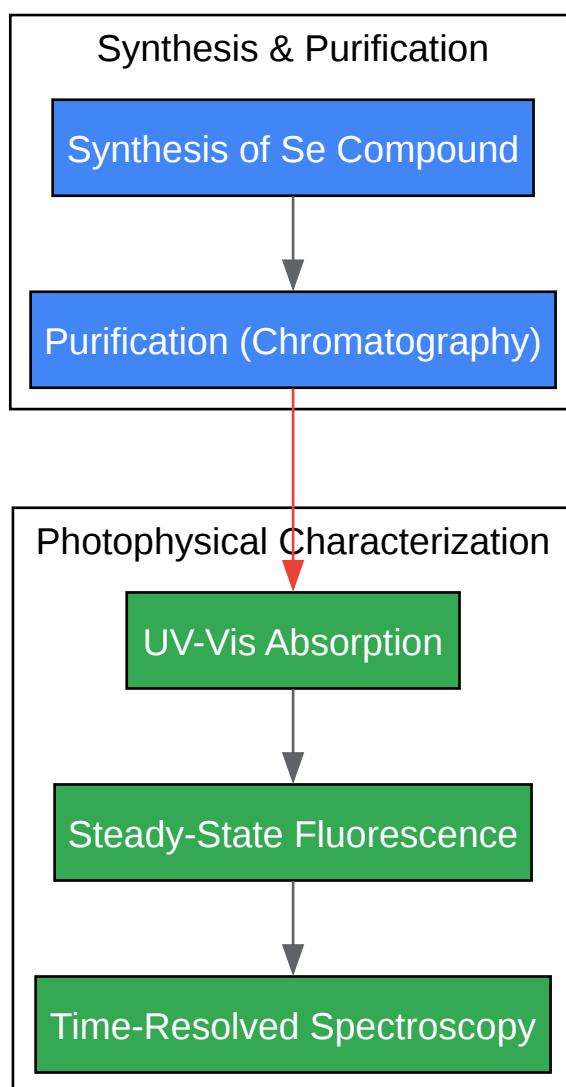 Synthesis & Purification
Synthesis of Se Compound
Purification (Chromatography)
Photophysical Characterization
UV-Vis Absorption
Steady-State Fluorescence
Time-Resolved Spectroscopy